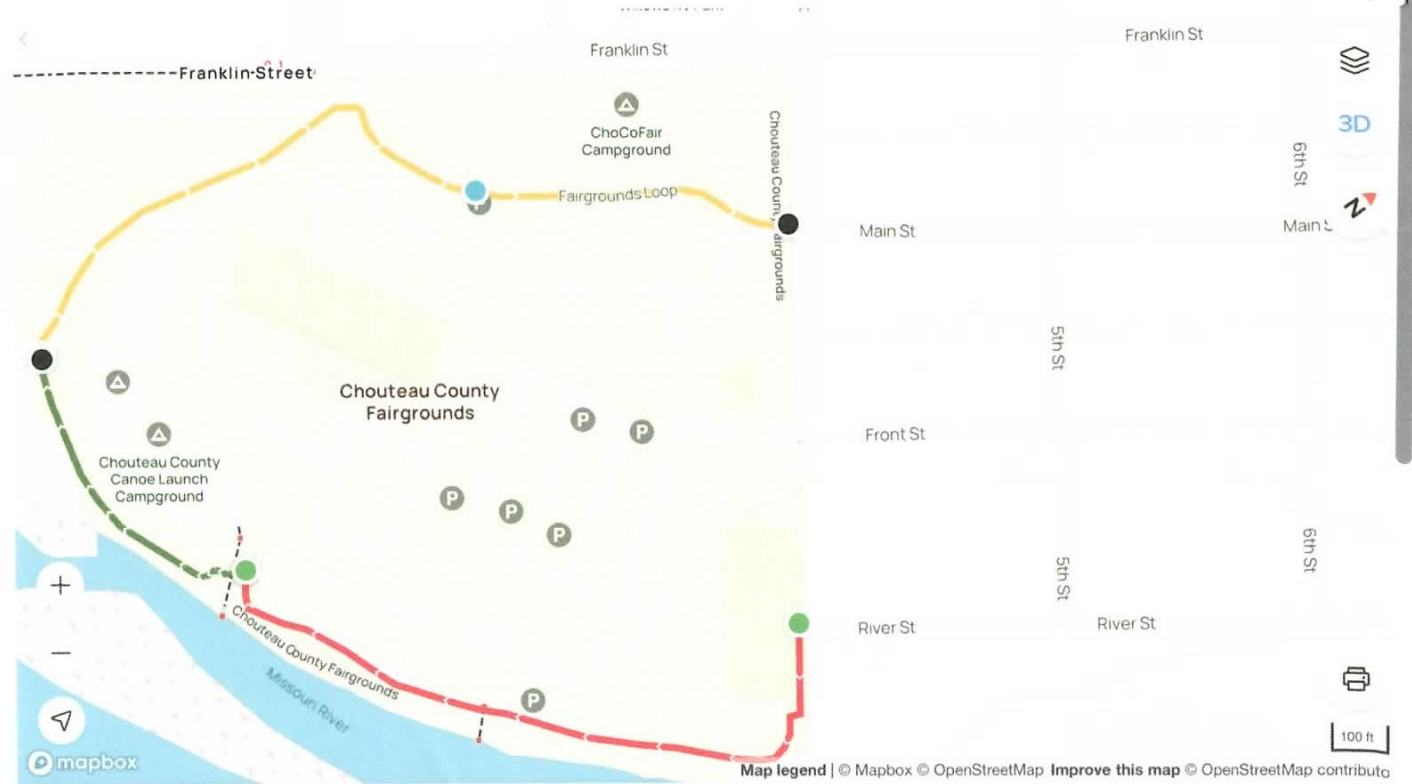 Franklin St
Franklin St
Franklin-Street
ChoCoFair
Campground
3D
6th St
Chouteau County Fairgrounds
Fairgrounds Loop
P
N
Main St
Main S
5th St
Chouteau County
Fairgrounds
P
P
Front St
Chouteau County
Canoe Launch
Campground
P
P
P
6th St
5th St
+
Chouteau County Fairgrounds
River St
River St
−
Missouri River
P
100 ft
mapbox
Map legend | © Mapbox © OpenStreetMap Improve this map © OpenStreetMap contributo